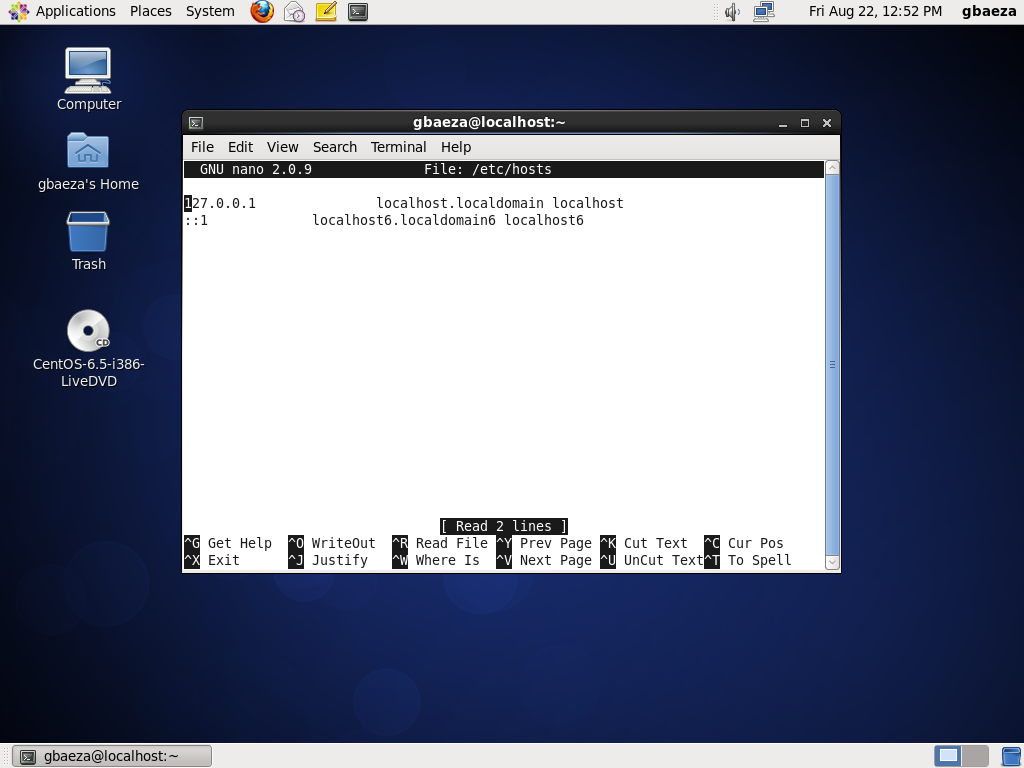 Applications Places System Fri Aug 22, 12:52 PM gbaeza
Computer
gbaeza's Home
Trash
CD
CentOS-6.5-i386-
LiveDVD
gbaeza@localhost:~
File Edit View Search Terminal Help
GNU nano 2.0.9 File: /etc/hosts
127.0.0.1 localhost.localdomain localhost
::1 localhost6.localdomain6 localhost6
[ Read 2 lines ]
^G Get Help ^O WriteOut ^R Read File ^Y Prev Page ^K Cut Text ^C Cur Pos
^X Exit ^J Justify ^W Where Is ^V Next Page ^U UnCut Text ^T To Spell
gbaeza@localhost:~